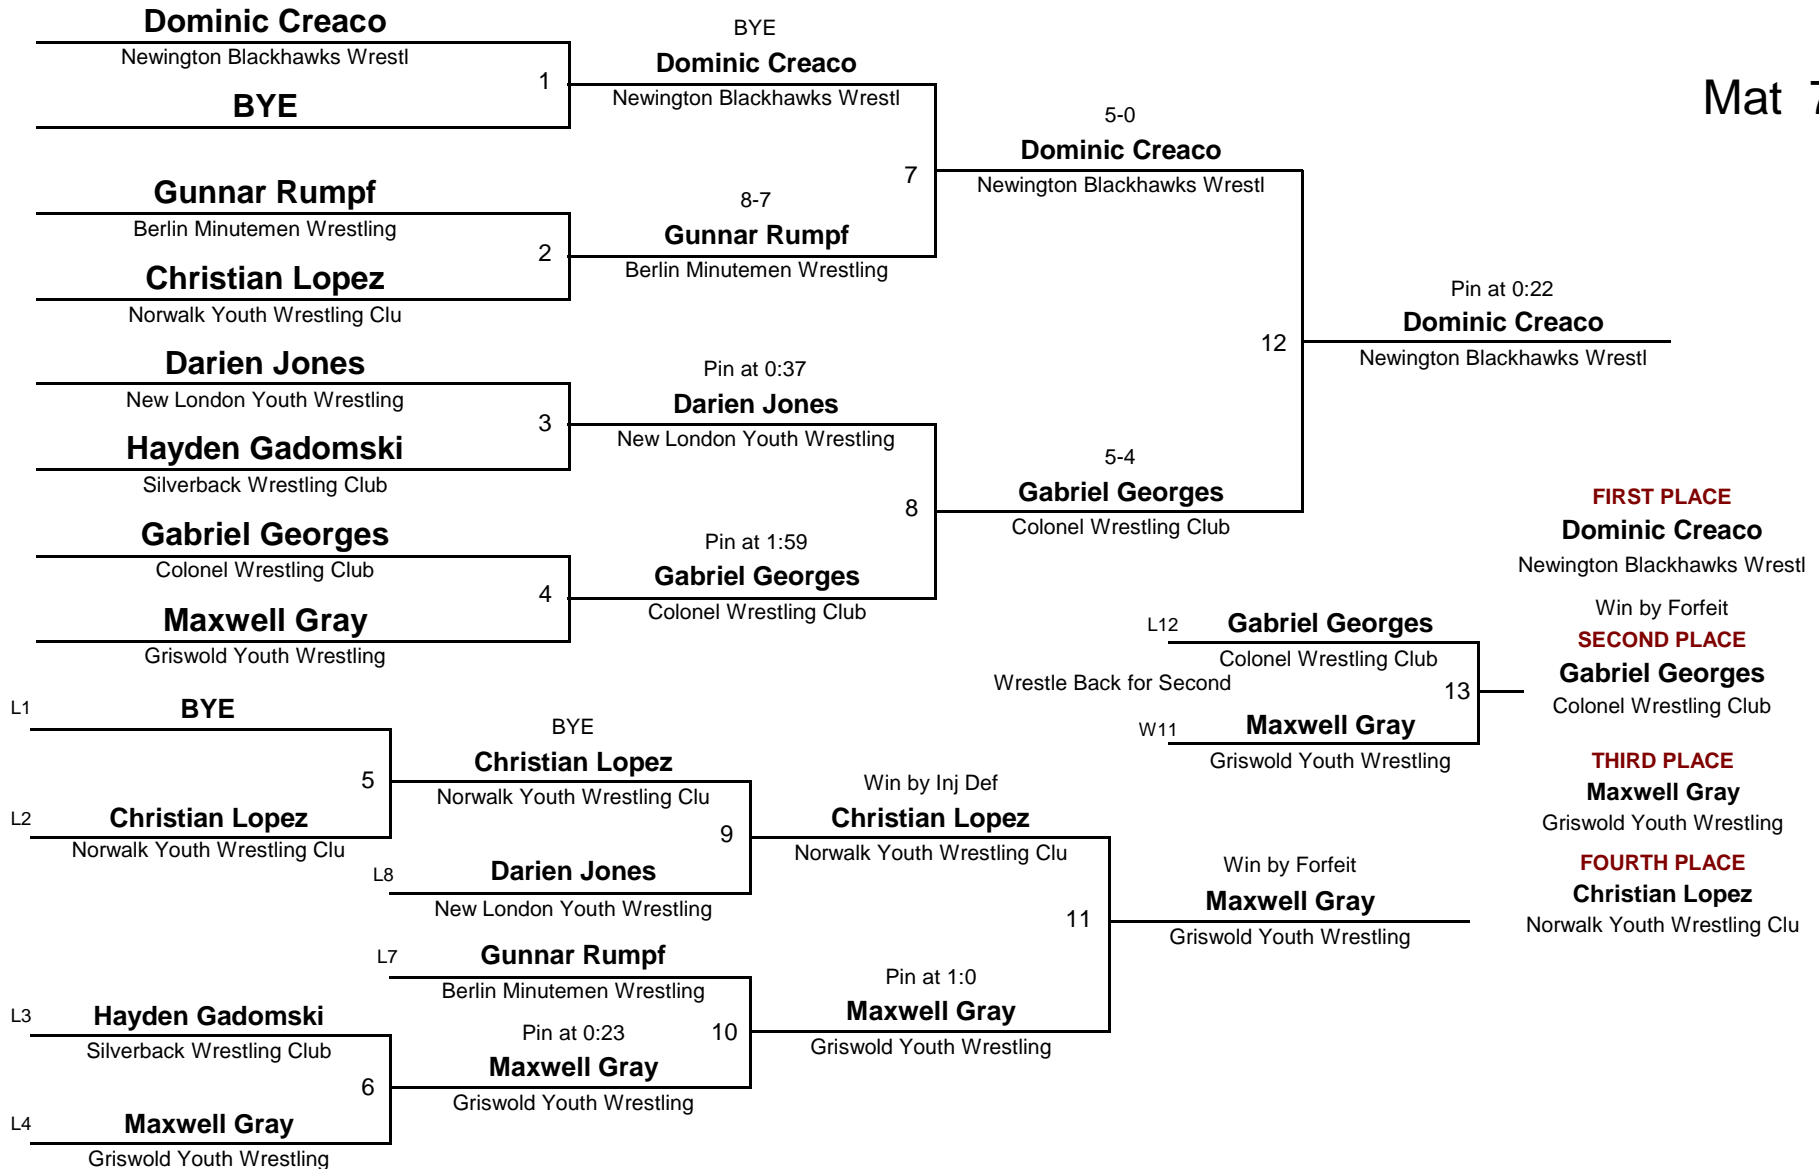 Dominic Creaco
Newington Blackhawks Wrestl
1
BYE
BYE
Dominic Creaco
Newington Blackhawks Wrestl
Mat 7
Gunnar Rumpf
Berlin Minutemen Wrestling
2
Christian Lopez
Norwalk Youth Wrestling Clu
8-7
Gunnar Rumpf
Berlin Minutemen Wrestling
7
5-0
Dominic Creaco
Newington Blackhawks Wrestl
Darien Jones
New London Youth Wrestling
3
Hayden Gadomski
Silverback Wrestling Club
Pin at 0:37
Darien Jones
New London Youth Wrestling
Gabriel Georges
Colonel Wrestling Club
4
Maxwell Gray
Griswold Youth Wrestling
Pin at 1:59
Gabriel Georges
Colonel Wrestling Club
8
5-4
Gabriel Georges
Colonel Wrestling Club
12
Pin at 0:22
Dominic Creaco
Newington Blackhawks Wrestl
FIRST PLACE
Dominic Creaco
Newington Blackhawks Wrestl
L12
Gabriel Georges
Colonel Wrestling Club
Wrestle Back for Second
13
W11
Maxwell Gray
Griswold Youth Wrestling
Win by Forfeit
SECOND PLACE
Gabriel Georges
Colonel Wrestling Club
THIRD PLACE
Maxwell Gray
Griswold Youth Wrestling
FOURTH PLACE
Christian Lopez
Norwalk Youth Wrestling Clu
L1
BYE
5
L2
Christian Lopez
Norwalk Youth Wrestling Clu
BYE
Christian Lopez
Norwalk Youth Wrestling Clu
9
L8
Darien Jones
New London Youth Wrestling
Win by Inj Def
Christian Lopez
Norwalk Youth Wrestling Clu
L7
Gunnar Rumpf
Berlin Minutemen Wrestling
10
L3
Hayden Gadomski
Silverback Wrestling Club
6
L4
Maxwell Gray
Griswold Youth Wrestling
Pin at 0:23
Maxwell Gray
Griswold Youth Wrestling
Pin at 1:0
Maxwell Gray
Griswold Youth Wrestling
11
Win by Forfeit
Maxwell Gray
Griswold Youth Wrestling